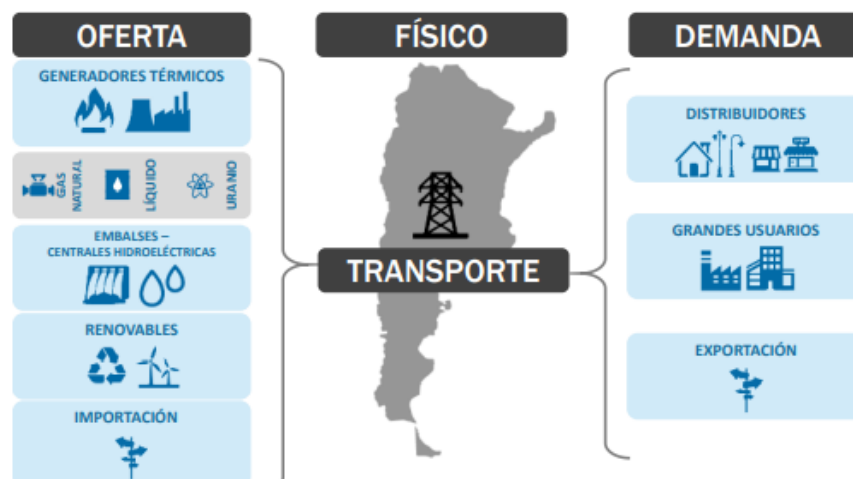 OFERTA
GENERADORES TÉRMICOS
GAS
NATURAL
LÍQUIDO
URANIO
EMBALSES –
CENTRALES HIDROELÉCTRICAS
RENOVABLES
IMPORTACIÓN
FÍSICO
TRANSPORTE
DEMANDA
DISTRIBUIDORES
GRANDES USUARIOS
EXPORTACIÓN